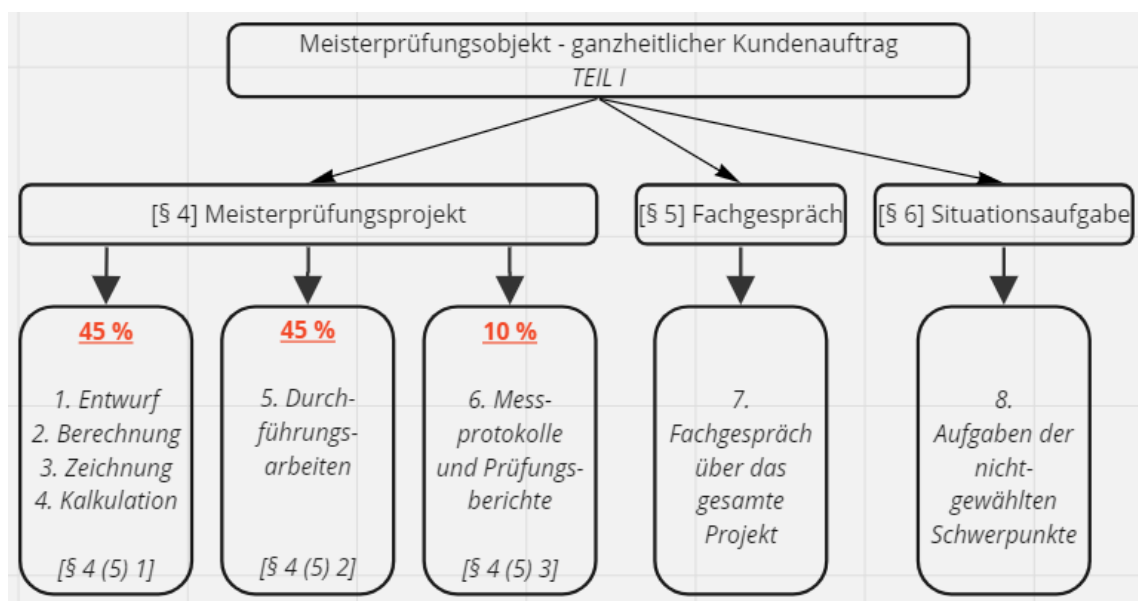 Meisterprüfungsobjekt - ganzheitlicher Kundenauftrag
TEIL I
[§ 4] Meisterprüfungsprojekt
[§ 5] Fachgespräch
[§ 6] Situationsaufgabe
45 %
1. Entwurf
2. Berechnung
3. Zeichnung
4. Kalkulation
[§ 4 (5) 1]
45 %
5. Durch-
führungs-
arbeiten
[§ 4 (5) 2]
10 %
6. Mess-
protokolle
und Prüfungs-
berichte
[§ 4 (5) 3]
7.
Fachgespräch
über das
gesamte
Projekt
8.
Aufgaben der
nicht-
gewählten
Schwerpunkte